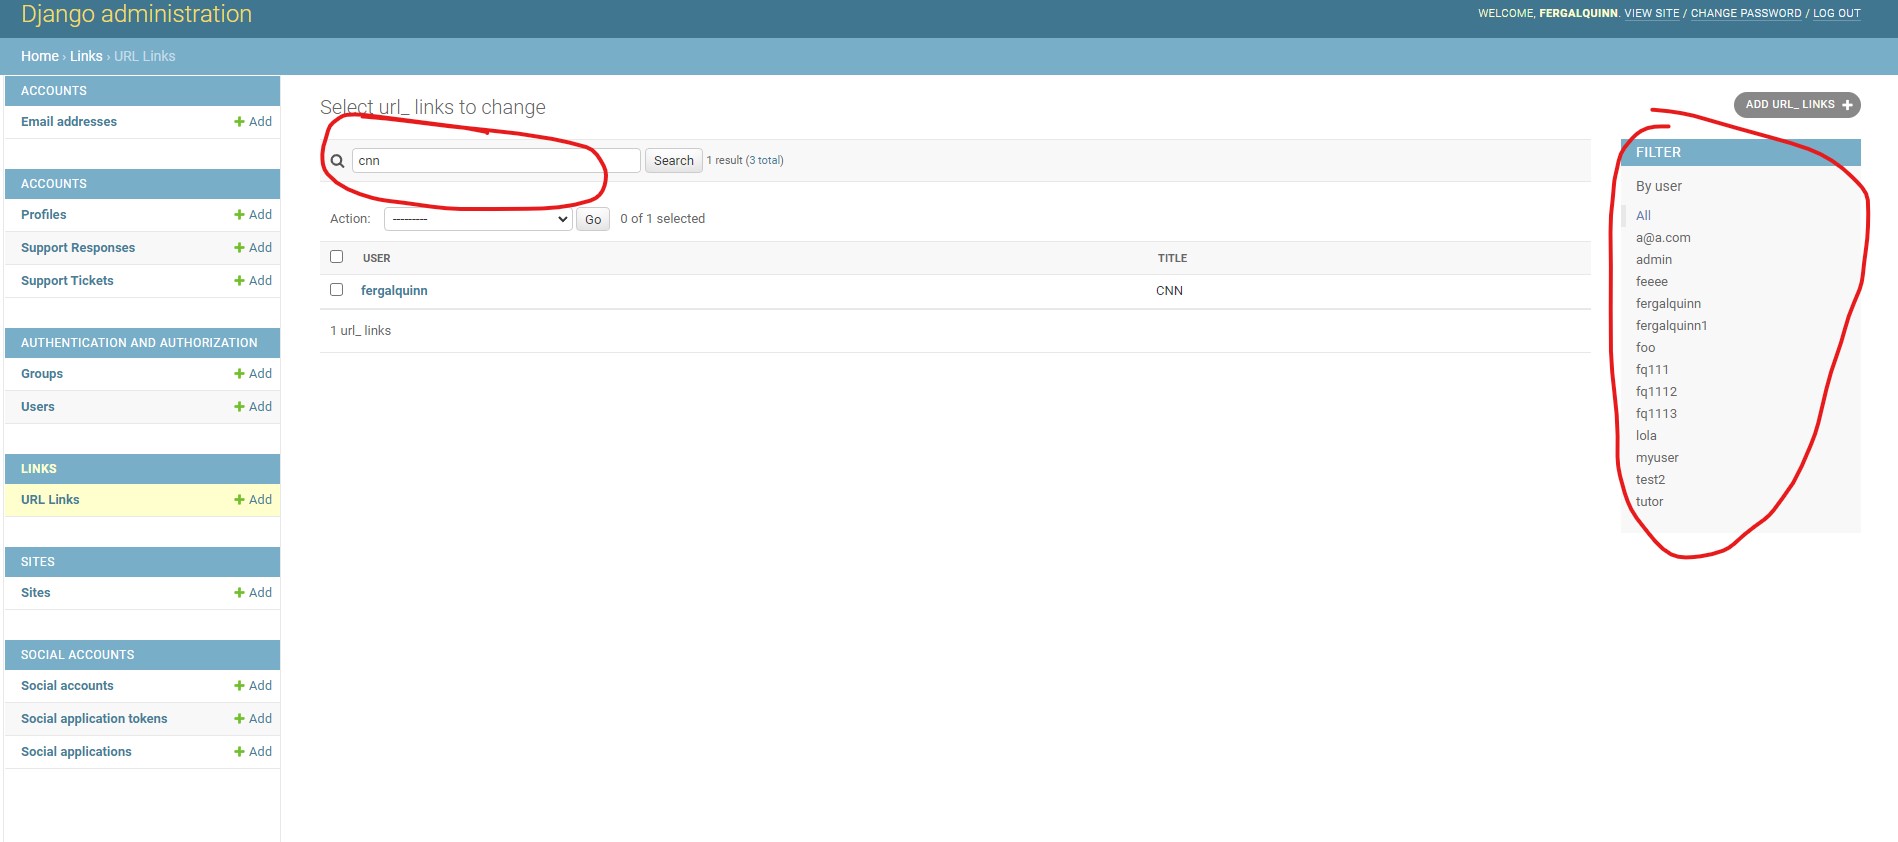 Django administration
WELCOME, FERGALQUINN. VIEW SITE / CHANGE PASSWORD / LOG OUT
Home › Links › URL Links
ACCOUNTS
Email addresses + Add
ACCOUNTS
Profiles + Add
Support Responses + Add
Support Tickets + Add
AUTHENTICATION AND AUTHORIZATION
Groups + Add
Users + Add
LINKS
URL Links + Add
SITES
Sites + Add
SOCIAL ACCOUNTS
Social accounts + Add
Social application tokens + Add
Social applications + Add
Select url_ links to change
ADD URL_ LINKS +
cnn Search 1 result (3 total)
Action: --------- Go 0 of 1 selected
USER TITLE
fergalquinn CNN
1 url_ links
FILTER
By user
All
a@a.com
admin
feeee
fergalquinn
fergalquinn1
foo
fq111
fq1112
fq1113
lola
myuser
test2
tutor